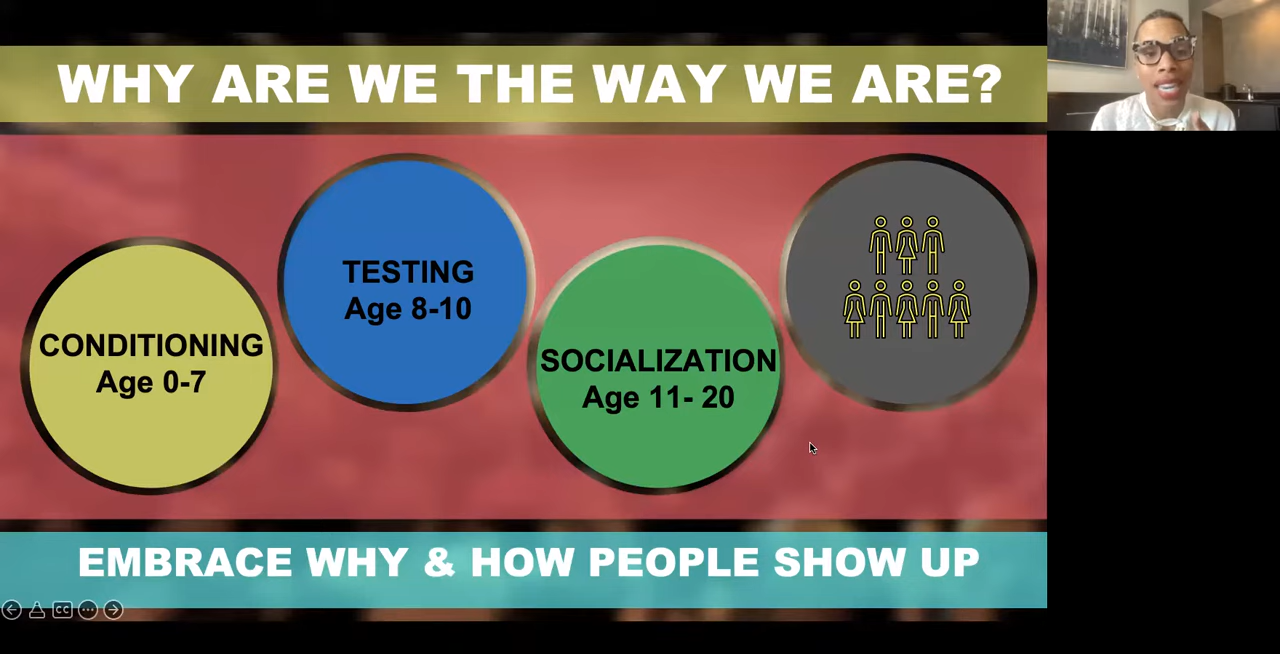 WHY ARE WE THE WAY WE ARE?
CONDITIONING
Age 0-7
TESTING
Age 8-10
SOCIALIZATION
Age 11- 20
EMBRACE WHY & HOW PEOPLE SHOW UP
CC